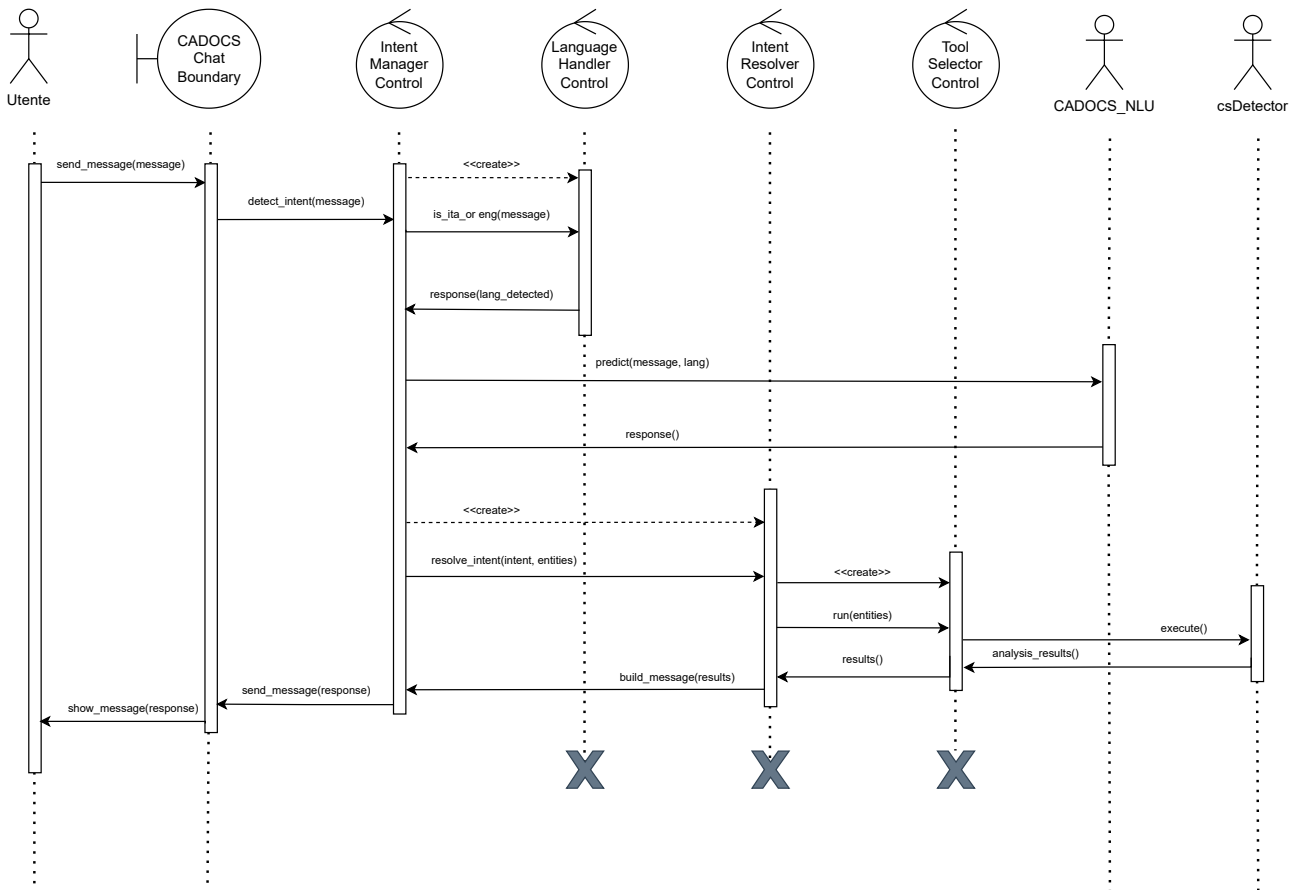 CADOCS
Chat
Boundary
Intent
Manager
Control
Language
Handler
Control
Intent
Resolver
Control
Tool
Selector
Control
Utente
CADOCS_NLU
csDetector
send_message(message)
<<create>>
detect_intent(message)
is_ita_or eng(message)
response(lang_detected)
predict(message, lang)
response()
<<create>>
resolve_intent(intent, entities)
<<create>>
run(entities)
execute()
analysis_results()
results()
build_message(results)
send_message(response)
show_message(response)